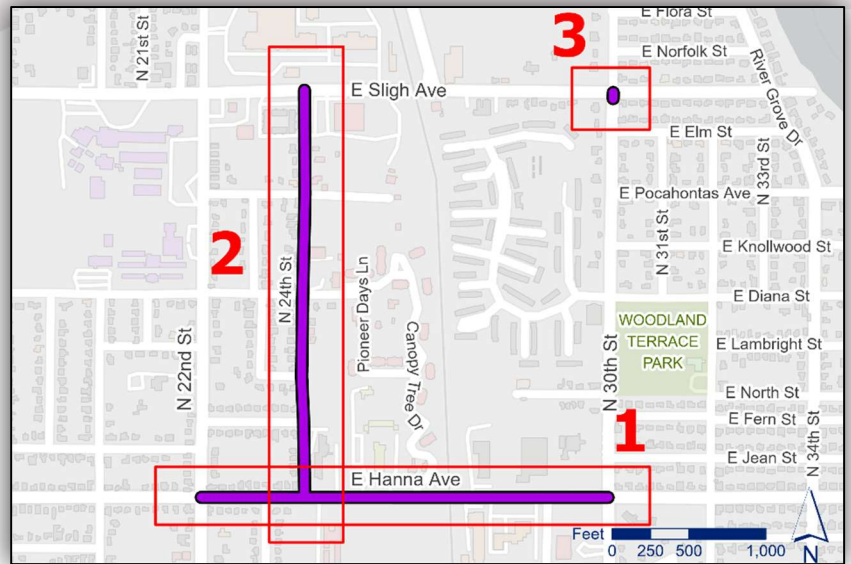 E Flora St
3
N 21st St
E Norfolk St
River Grove Dr
E Sligh Ave
E Elm St
N 33rd St
E Pocahontas Ave
N 31st St
2
E Knollwood St
N 24th St
Pioneer Days Ln
E Diana St
WOODLAND
TERRACE
PARK
N 22nd St
Canopy Tree Dr
N 30th St
E Lambright St
E North St
1
E Fern St
N 34th St
E Jean St
E Hanna Ave
Feet
0 250 500 1,000
N